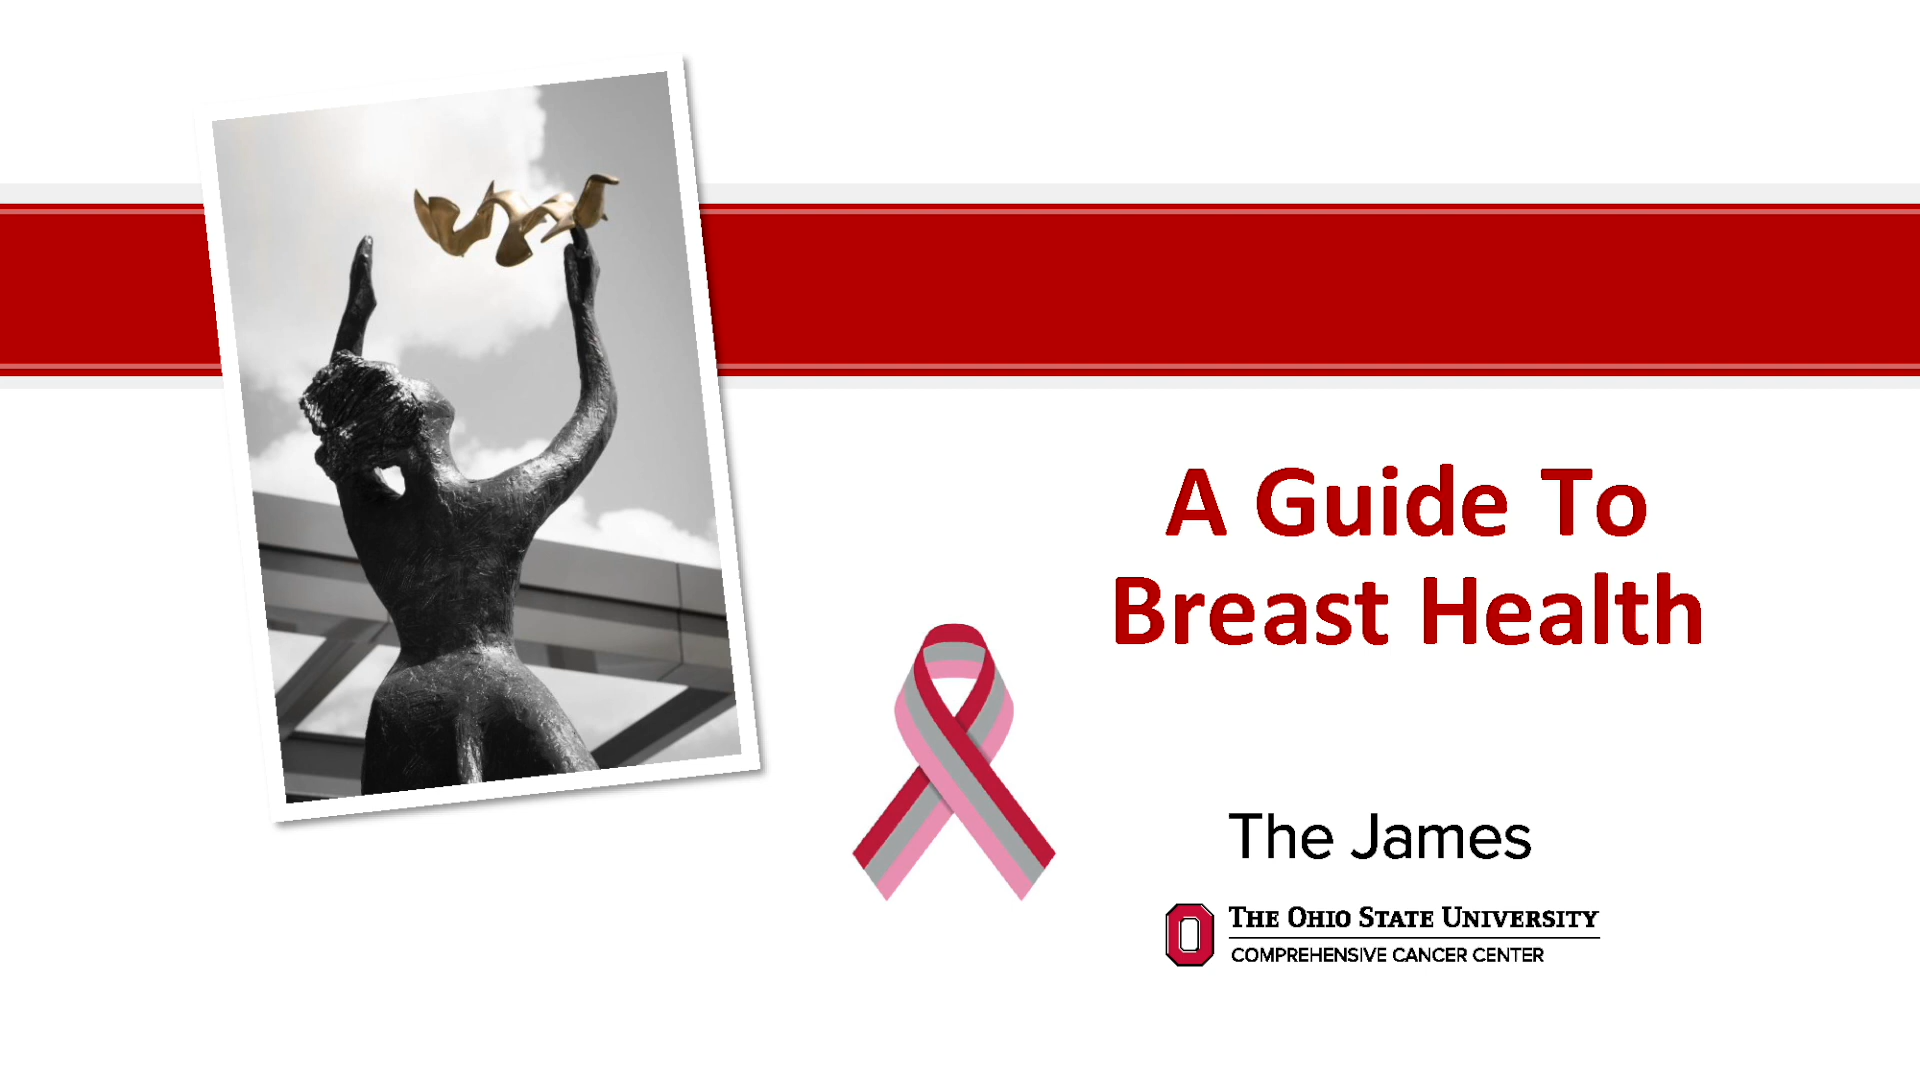 A Guide To
Breast Health
The James
THE OHIO STATE UNIVERSITY
COMPREHENSIVE CANCER CENTER